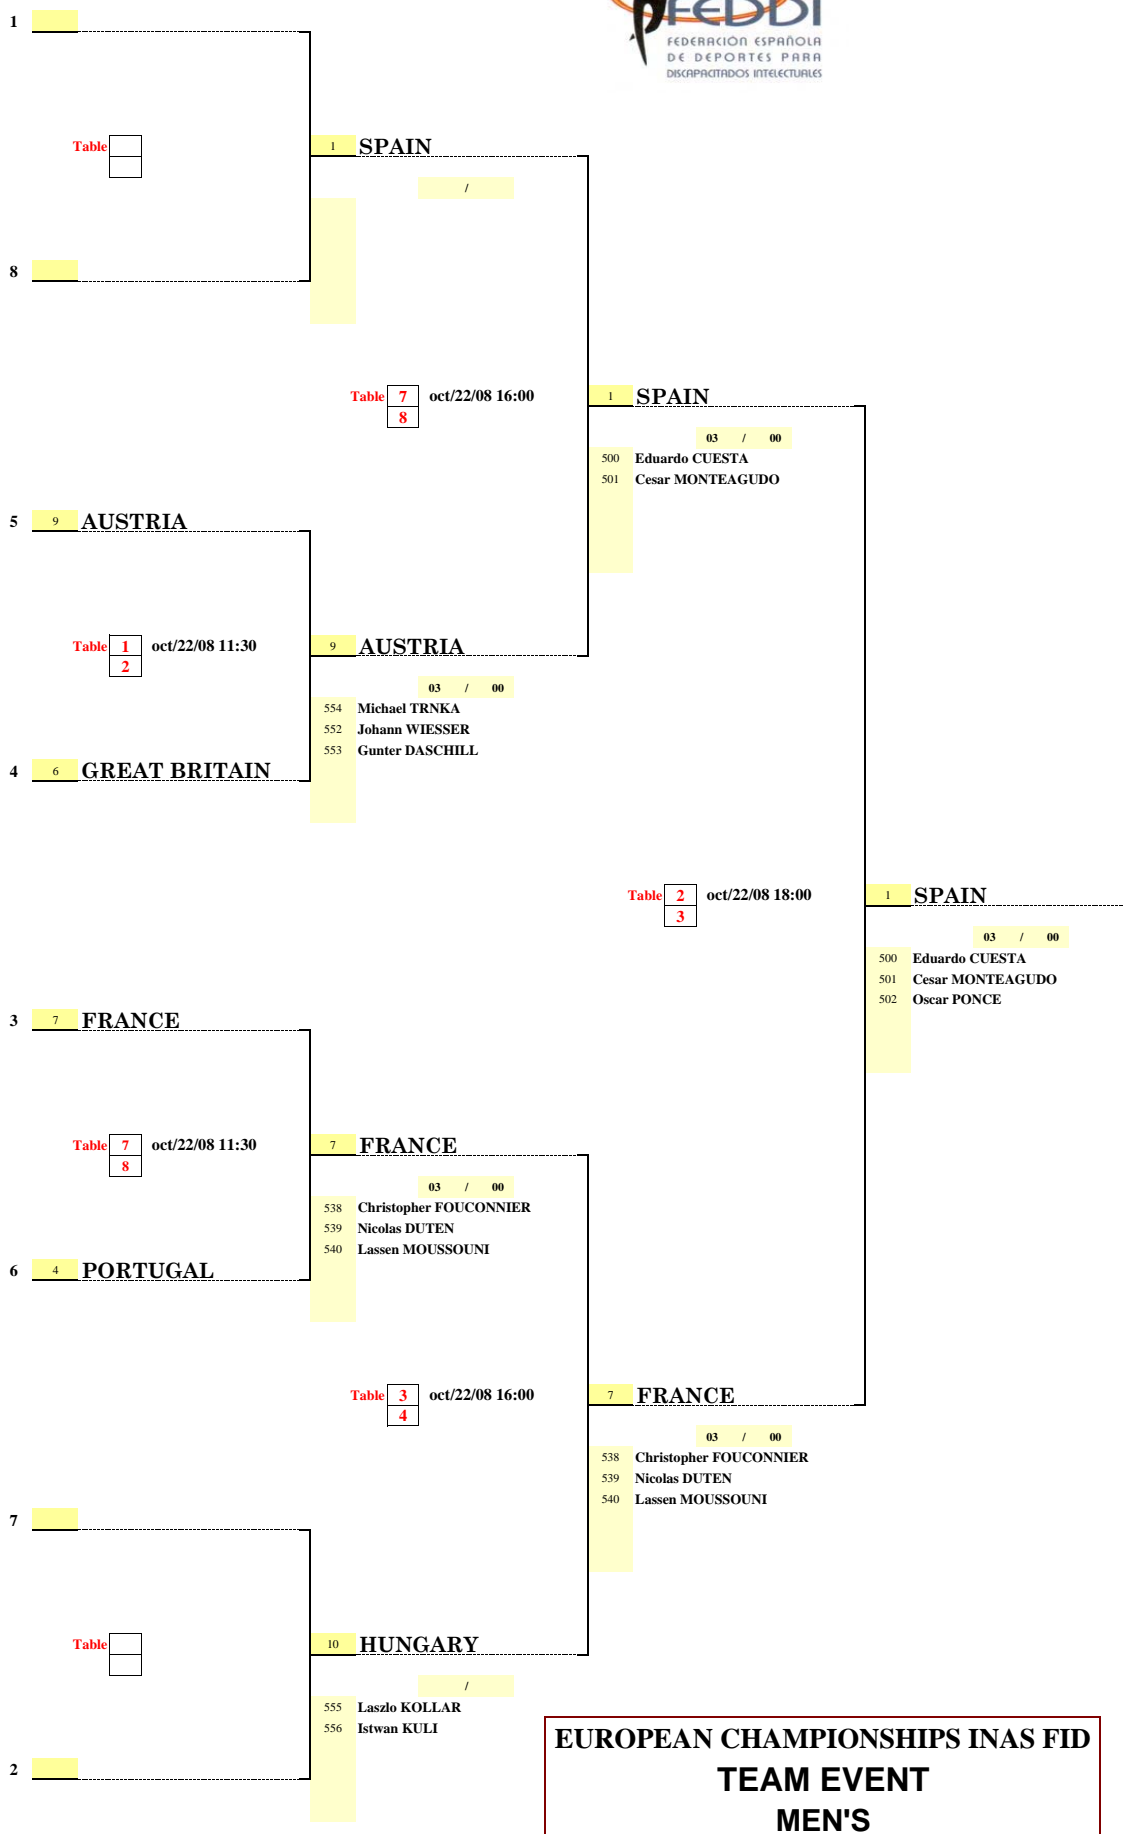 FEDDI
FEDERACIÓN ESPAÑOLA
DE DEPORTES PARA
DISCAPACITADOS INTELECTUALES
1
Table
1 SPAIN
/
8
Table 7 oct/22/08 16:00
8
1 SPAIN
03 / 00
500 Eduardo CUESTA
501 Cesar MONTEAGUDO
5 9 AUSTRIA
Table 1 oct/22/08 11:30
2
9 AUSTRIA
03 / 00
554 Michael TRNKA
552 Johann WIESSER
553 Gunter DASCHILL
4 6 GREAT BRITAIN
Table 2 oct/22/08 18:00
3
1 SPAIN
03 / 00
500 Eduardo CUESTA
501 Cesar MONTEAGUDO
502 Oscar PONCE
3 7 FRANCE
Table 7 oct/22/08 11:30
8
7 FRANCE
03 / 00
538 Christopher FOUCONNIER
539 Nicolas DUTEN
540 Lassen MOUSSOUNI
6 4 PORTUGAL
Table 3 oct/22/08 16:00
4
7 FRANCE
03 / 00
538 Christopher FOUCONNIER
539 Nicolas DUTEN
540 Lassen MOUSSOUNI
7
Table
10 HUNGARY
/
555 Laszlo KOLLAR
556 Istwan KULI
2
EUROPEAN CHAMPIONSHIPS INAS FID
TEAM EVENT
MEN'S